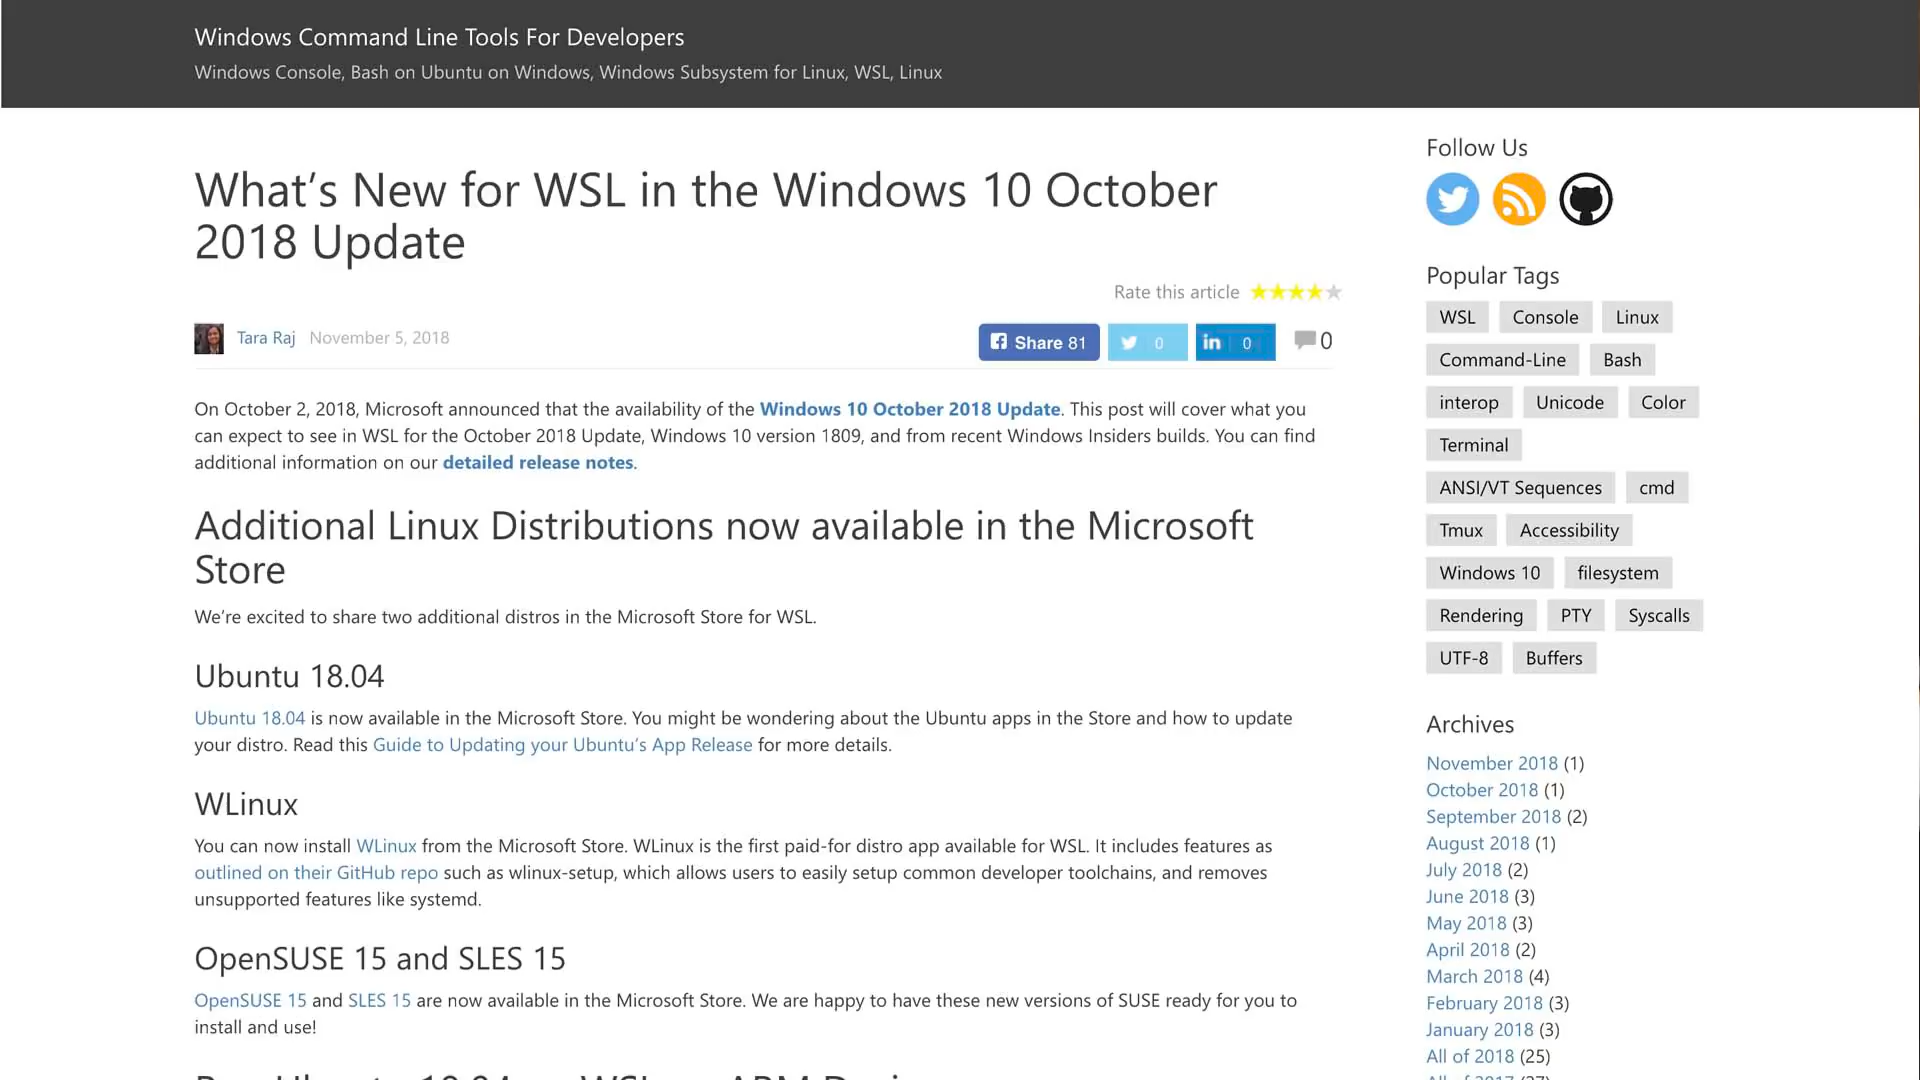 Windows Command Line Tools For Developers
Windows Console, Bash on Ubuntu on Windows, Windows Subsystem for Linux, WSL, Linux
What’s New for WSL in the Windows 10 October
2018 Update
Rate this article
Tara Raj November 5, 2018
Share 81
0
in 0
0
On October 2, 2018, Microsoft announced that the availability of the Windows 10 October 2018 Update. This post will cover what you
can expect to see in WSL for the October 2018 Update, Windows 10 version 1809, and from recent Windows Insiders builds. You can find
additional information on our detailed release notes.
Additional Linux Distributions now available in the Microsoft
Store
We’re excited to share two additional distros in the Microsoft Store for WSL.
Ubuntu 18.04
Ubuntu 18.04 is now available in the Microsoft Store. You might be wondering about the Ubuntu apps in the Store and how to update
your distro. Read this Guide to Updating your Ubuntu’s App Release for more details.
WLinux
You can now install WLinux from the Microsoft Store. WLinux is the first paid-for distro app available for WSL. It includes features as
outlined on their GitHub repo such as wlinux-setup, which allows users to easily setup common developer toolchains, and removes
unsupported features like systemd.
OpenSUSE 15 and SLES 15
OpenSUSE 15 and SLES 15 are now available in the Microsoft Store. We are happy to have these new versions of SUSE ready for you to
install and use!
Follow Us
Popular Tags
WSL Console Linux
Command-Line Bash
interop Unicode Color
Terminal
ANSI/VT Sequences cmd
Tmux Accessibility
Windows 10 filesystem
Rendering PTY Syscalls
UTF-8 Buffers
Archives
November 2018 (1)
October 2018 (1)
September 2018 (2)
August 2018 (1)
July 2018 (2)
June 2018 (3)
May 2018 (3)
April 2018 (2)
March 2018 (4)
February 2018 (3)
January 2018 (3)
All of 2018 (25)